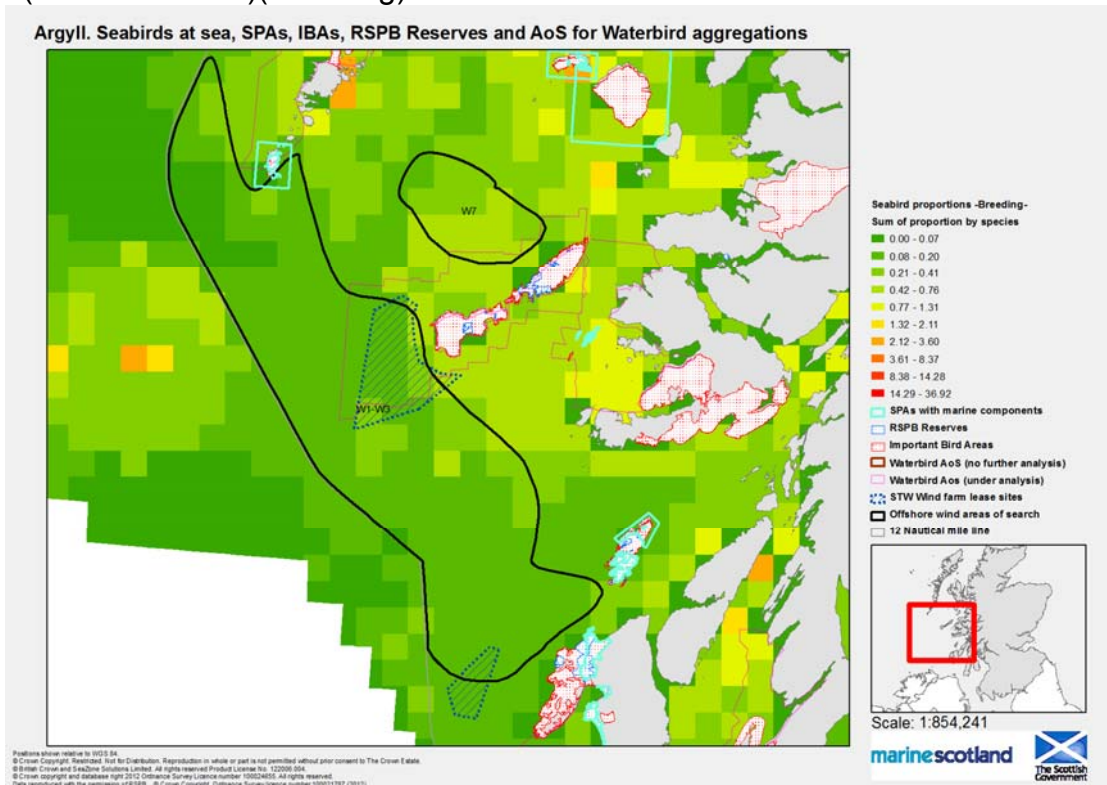 Argyll. Seabirds at sea, SPAs, IBAs, RSPB Reserves and AoS for Waterbird aggregations
W7
W1-W3
Seabird proportions -Breeding-
Sum of proportion by species
0.00 - 0.07
0.08 - 0.20
0.21 - 0.41
0.42 - 0.76
0.77 - 1.31
1.32 - 2.11
2.12 - 3.60
3.61 - 8.37
8.38 - 14.28
14.29 - 36.92
SPAs with marine components
RSPB Reserves
Important Bird Areas
Waterbird AoS (no further analysis)
Waterbird Aos (under analysis)
STW Wind farm lease sites
Offshore wind areas of search
12 Nautical mile line
Scale: 1:854,241
marinescotland
The Scottish
Government
Positions shown relative to WGS 84.
© Crown Copyright. Restricted. Not for Distribution. Reproduction in whole or part is not permitted without prior consent to The Crown Estate.
© British Crown and SeaZone Solutions Limited. All rights reserved Product License No. 122006.004.
© Crown copyright and database right 2012 Ordnance Survey Licence number 100024655. All rights reserved.